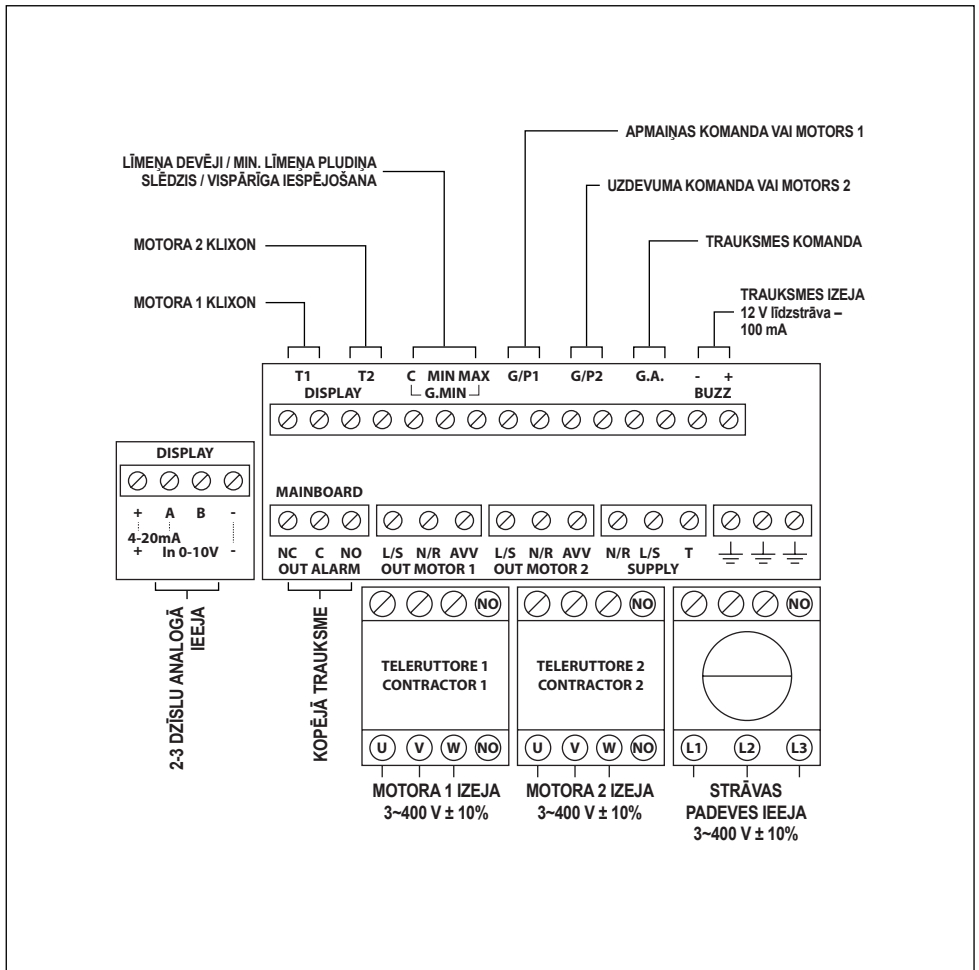 APMAIŅAS KOMANDA VAI MOTORS 1
LĪMEŅA DEVĒJI / MIN. LĪMEŅA PLUDIŅA
SLĒDZIS / VISPĀRĪGA IESPĒJOŠANA
UZDEVUMA KOMANDA VAI MOTORS 2
MOTORA 2 KLIXON
TRAUKSMES KOMANDA
MOTORA 1 KLIXON
TRAUKSMES IZEJA
12 V līdzstrāva –
100 mA
T1 T2 C MIN MAX G/P1 G/P2 G.A. - +
DISPLAY G.MIN BUZZ
DISPLAY
+ A B -
4-20mA
+ In 0-10V -
2-3 DZĪSLU ANALOGĀ
IEEJA
MAINBOARD
NC C NO L/S N/R AVV L/S N/R AVV N/R L/S T
OUT ALARM OUT MOTOR 1 OUT MOTOR 2 SUPPLY
KOPĒJĀ TRAUKSME
NO NO NO
TELERUTTORE 1
CONTRACTOR 1
TELERUTTORE 2
CONTRACTOR 2
U V W NO U V W NO L1 L2 L3
MOTORA 1 IZEJA
3~400 V ± 10%
MOTORA 2 IZEJA
3~400 V ± 10%
STRĀVAS
PADEVES IEEJA
3~400 V ± 10%